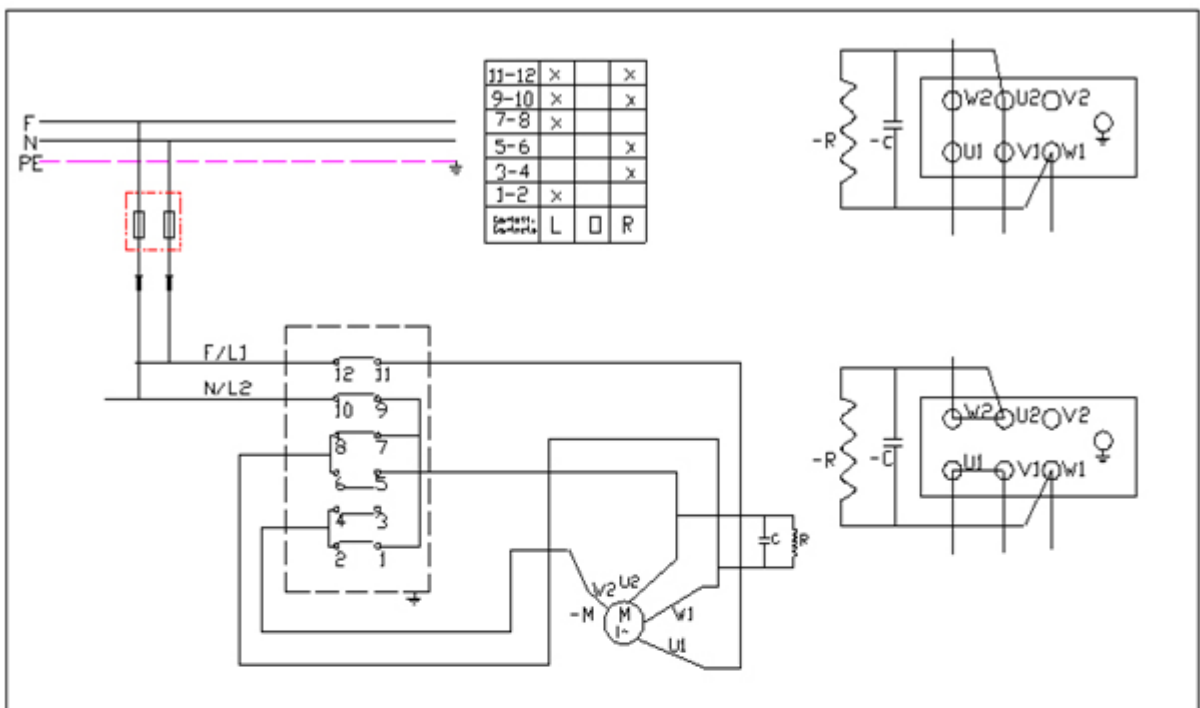 F
N
PE
11-12 X X
9-10 X X
7-8 X
5-6 X
3-4 X
1-2 X
L 0 R
F/L1
N/L2
12 11
10 9
8 7
6 5
4 3
2 1
C R
W2 U2
-M M
1~
W1
U1
-R -C
W2 U2 V2
U1 V1 W1
-R -C
W2 U2 V2
U1 V1 W1